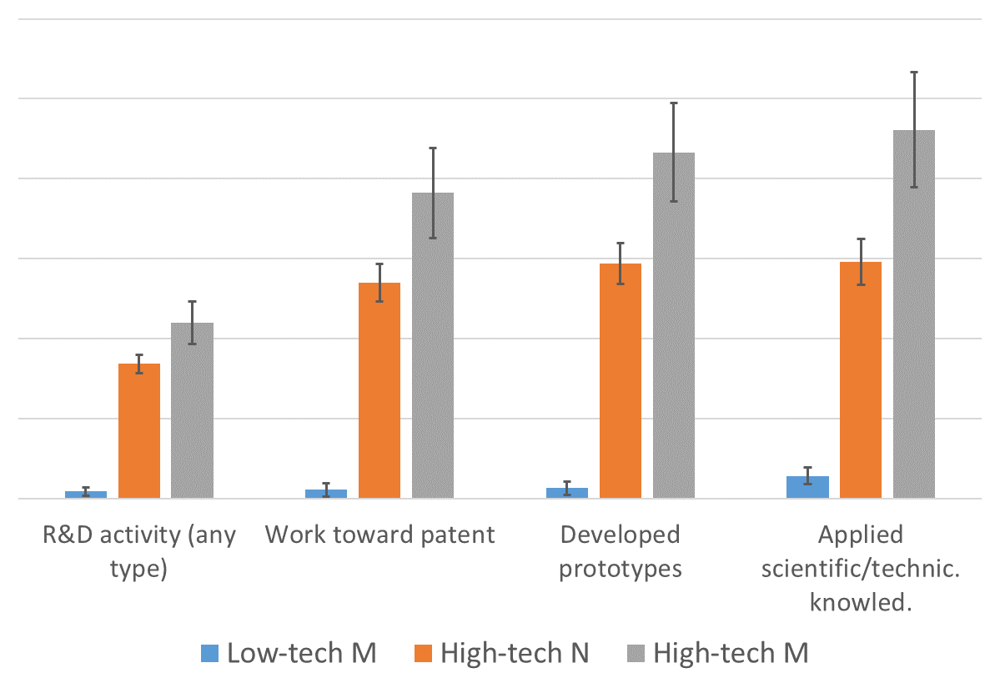 R&D activity (any
type)
Work toward patent
Developed
prototypes
Applied
scientific/technic.
knowled.
Low-tech M
High-tech N
High-tech M